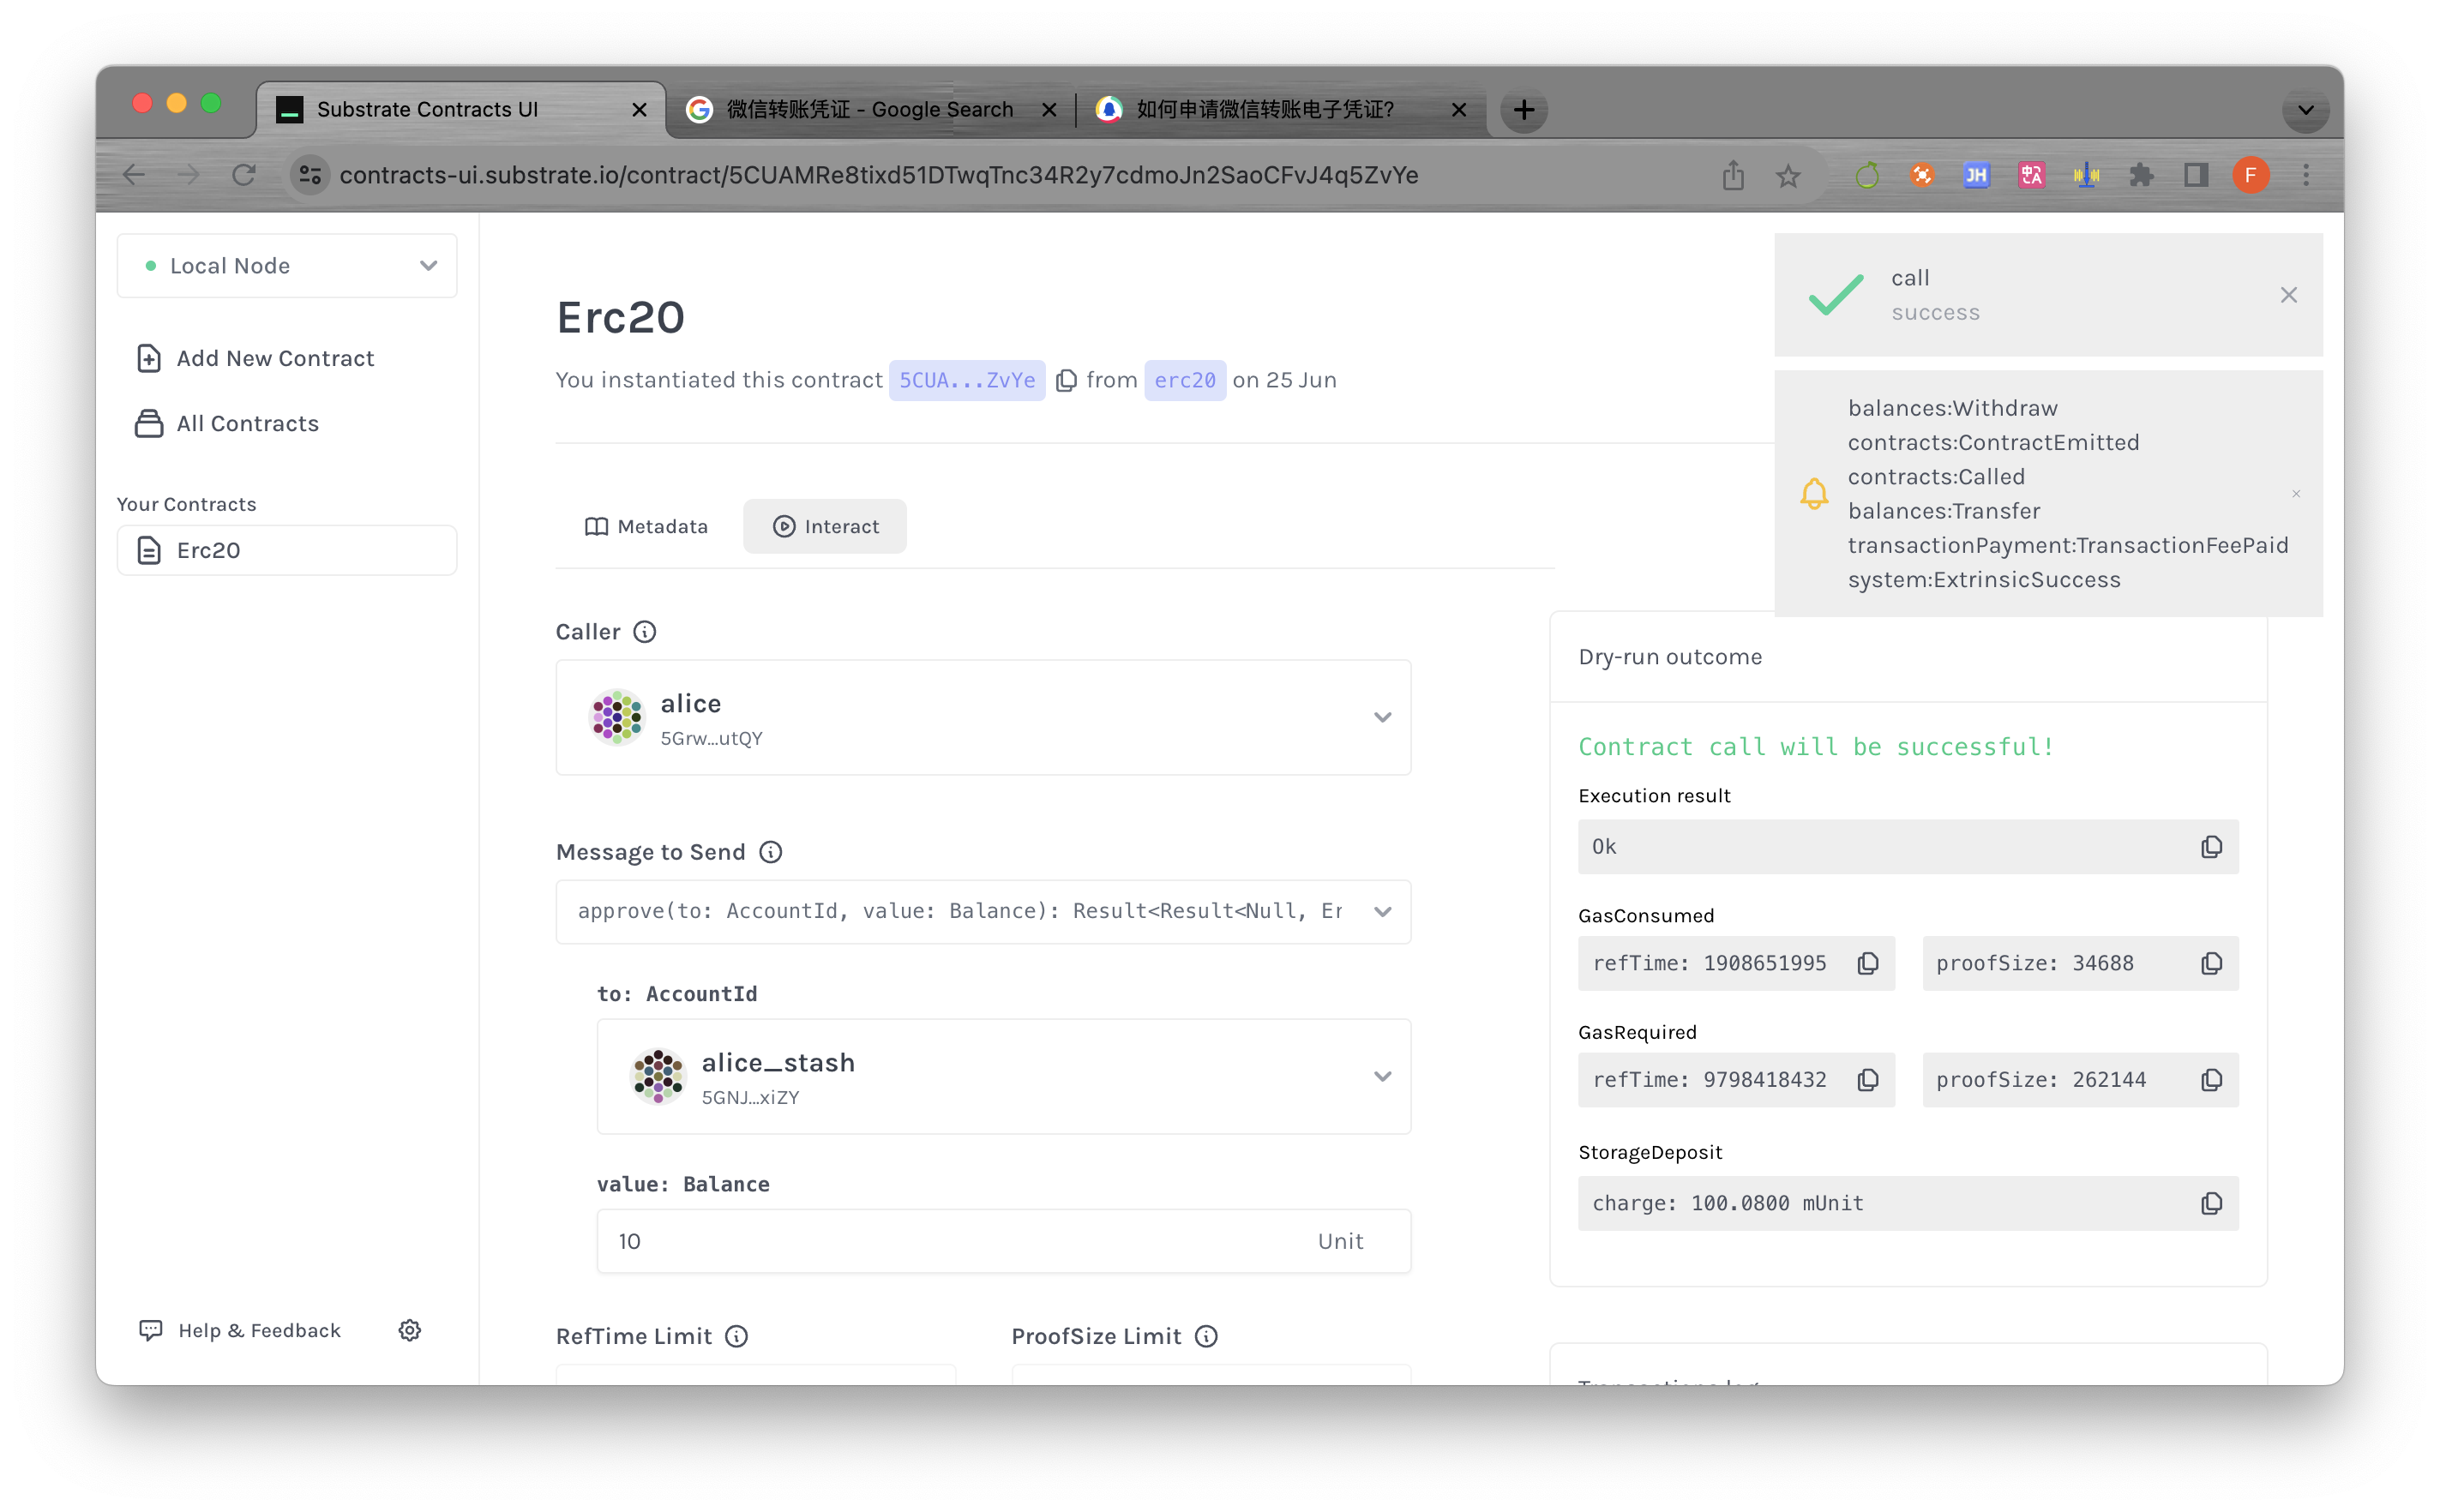 Substrate Contracts UI
微信转账凭证 - Google Search
如何申请微信转账电子凭证?
contracts-ui.substrate.io/contract/5CUAMRe8tixd51DTwqTnc34R2y7cdmoJn2SaoCFvJ4q5ZvYe
JH
中A
F
Local Node
Add New Contract
All Contracts
Your Contracts
Erc20
Help & Feedback
Erc20
You instantiated this contract 5CUA...ZvYe from erc20 on 25 Jun
Metadata
Interact
Caller
alice
5Grw...utQY
Message to Send
approve(to: AccountId, value: Balance): Result<Result<Null, Er
to: AccountId
alice_stash
5GNJ...xiZY
value: Balance
10
Unit
RefTime Limit
ProofSize Limit
call
success
balances:Withdraw
contracts:ContractEmitted
contracts:Called
balances:Transfer
transactionPayment:TransactionFeePaid
system:ExtrinsicSuccess
Dry-run outcome
Contract call will be successful!
Execution result
Ok
GasConsumed
refTime: 1908651995
proofSize: 34688
GasRequired
refTime: 9798418432
proofSize: 262144
StorageDeposit
charge: 100.0800 mUnit
Transactions log